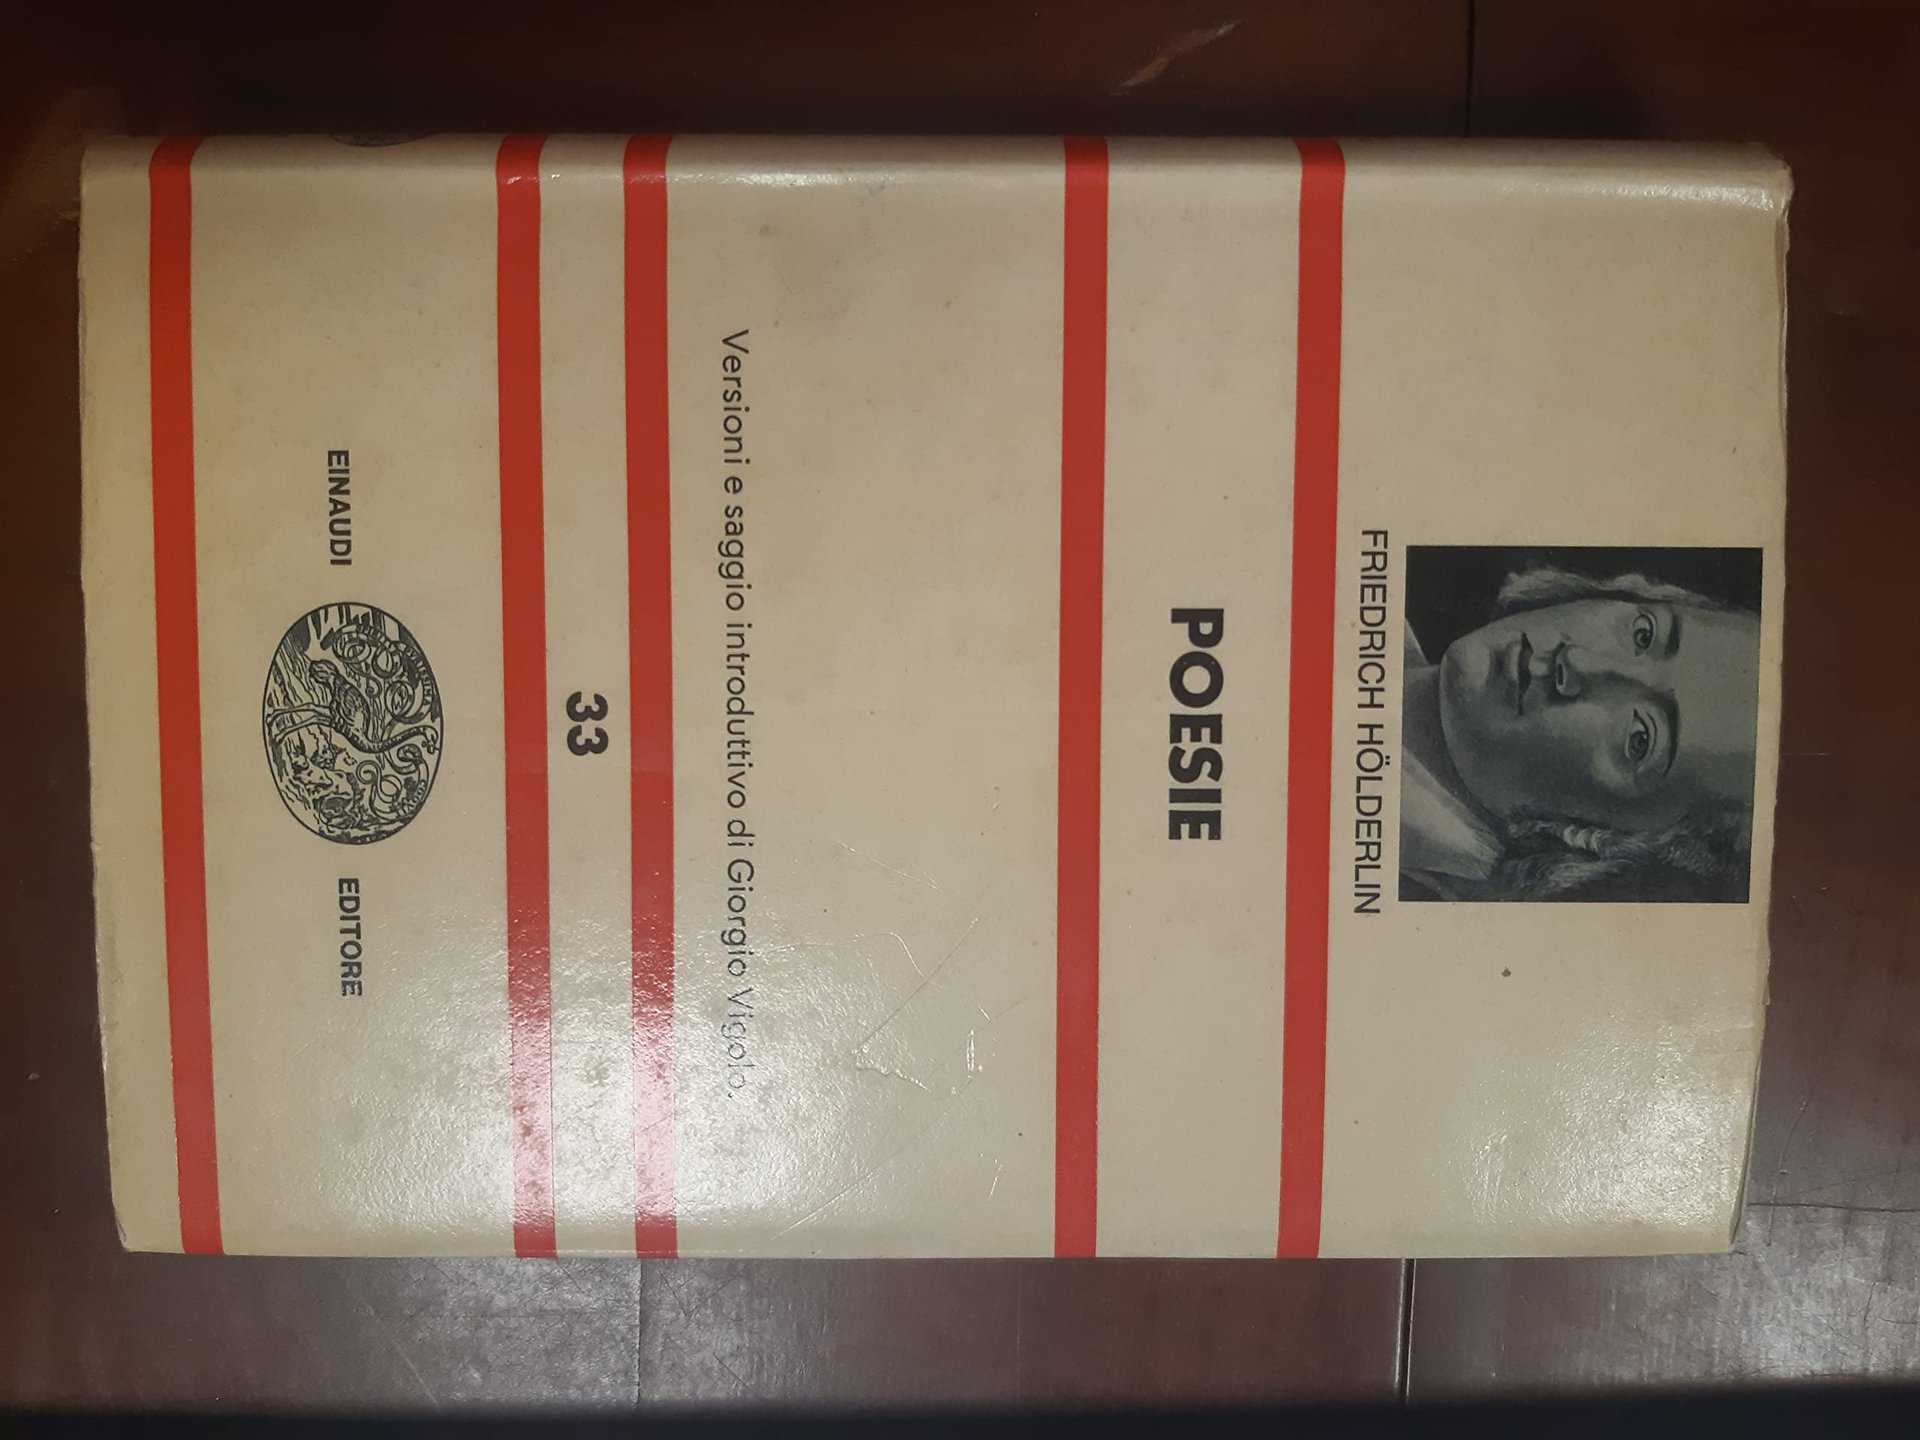 FRIEDRICH HÖLDERLIN
POESIE
Versioni e saggio introduttivo di Giorgio Vigolo.
33
EINAUDI EDITORE